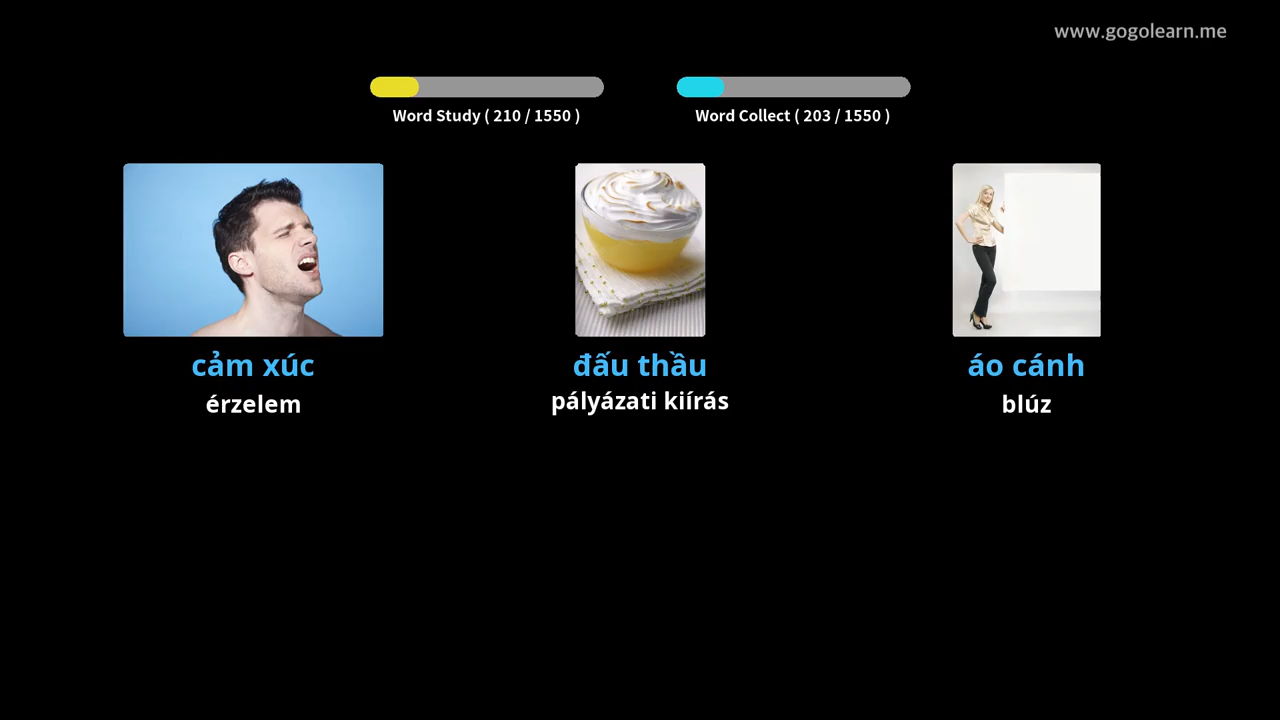 www.gogolearn.me
Word Study ( 210 / 1550 )
Word Collect ( 203 / 1550 )
cảm xúc
érzelem
đấu thầu
pályázati kiírás
áo cánh
blúz